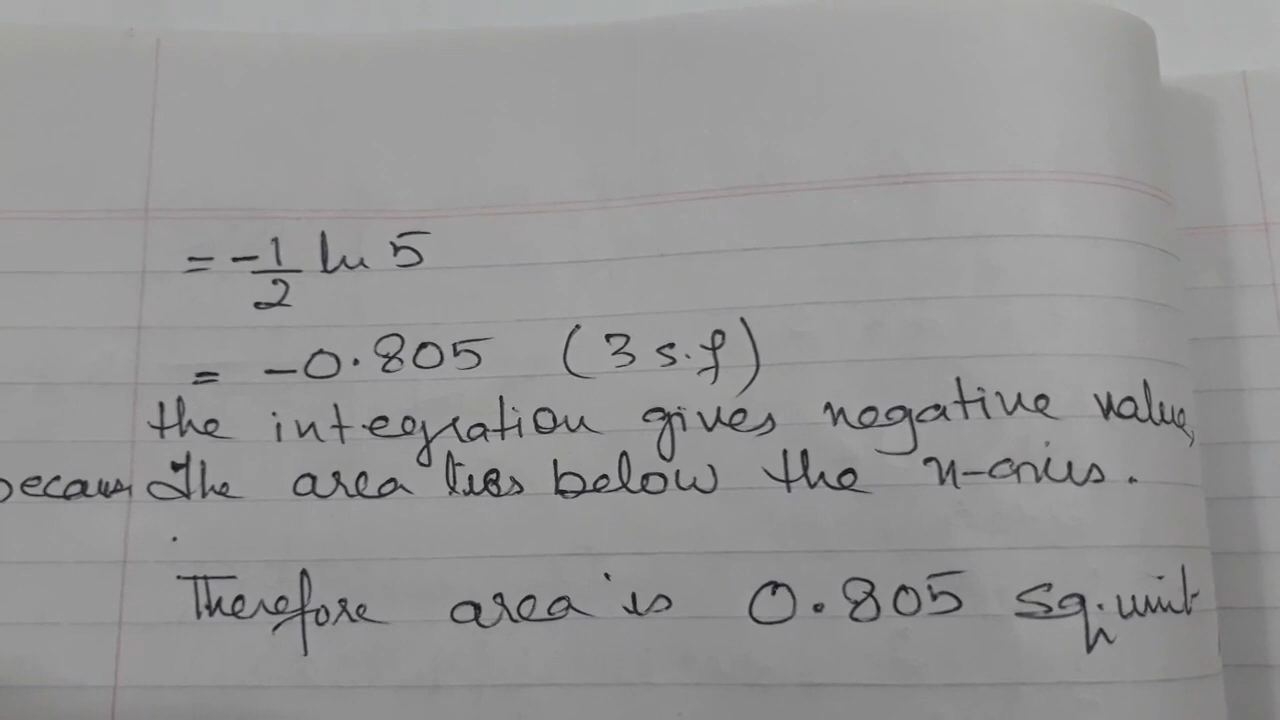 = -1/2 ln 5
= -0.805 (3 s.f)
the integration gives negative value,
becaus The area lies below the x-axis.
Therefore area is 0.805 sq. unit